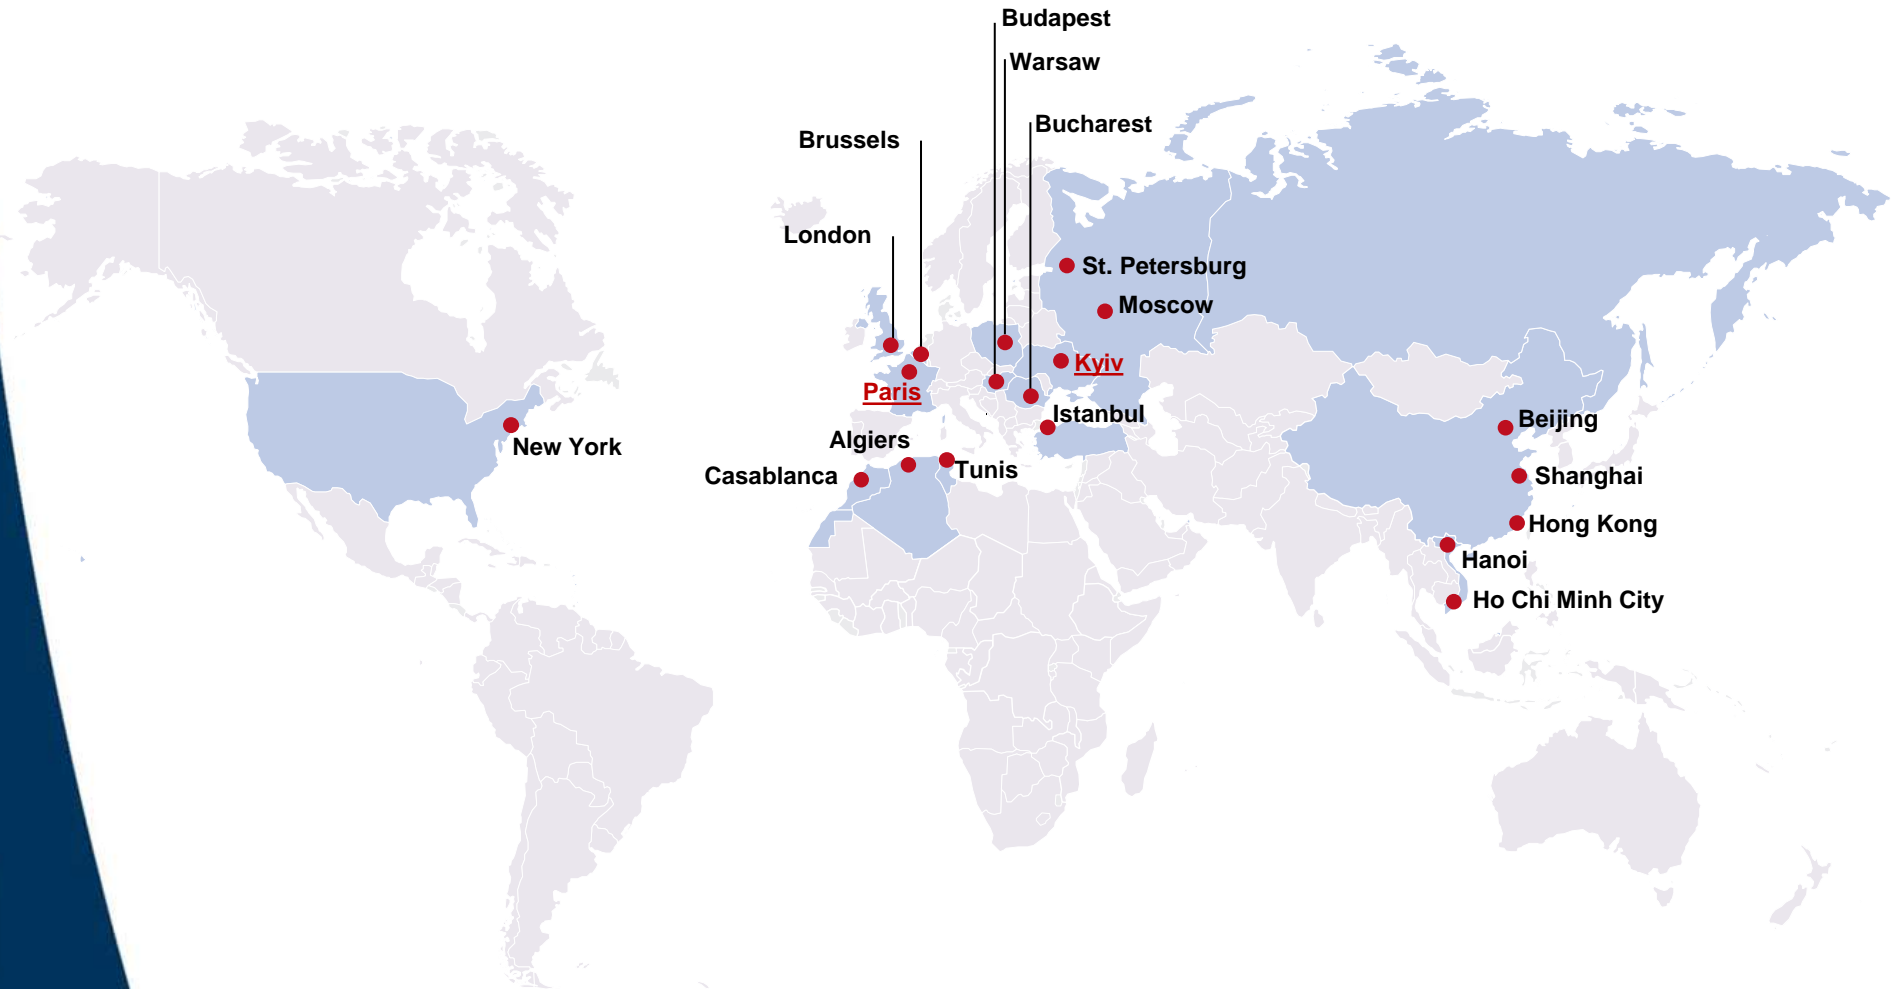 Budapest
Warsaw
Bucharest
Brussels
London
St. Petersburg
Moscow
Kyiv
Paris
Istanbul
Beijing
New York
Algiers
Tunis
Casablanca
Shanghai
Hong Kong
Hanoi
Ho Chi Minh City